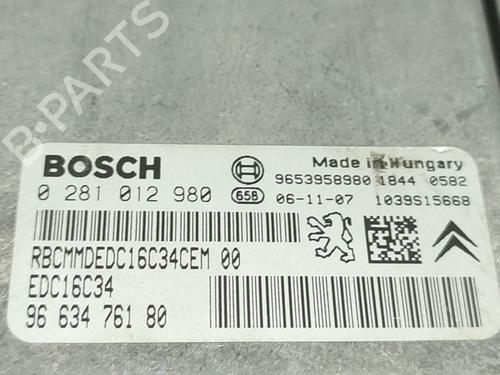 B-PARTS
BOSCH
Made in Hungary
0 281 012 980
9653958980 1844 0582
65B
06-11-07 1039S15668
RBCMMDEDC16C34CEM 00
EDC16C34
96 634 761 80